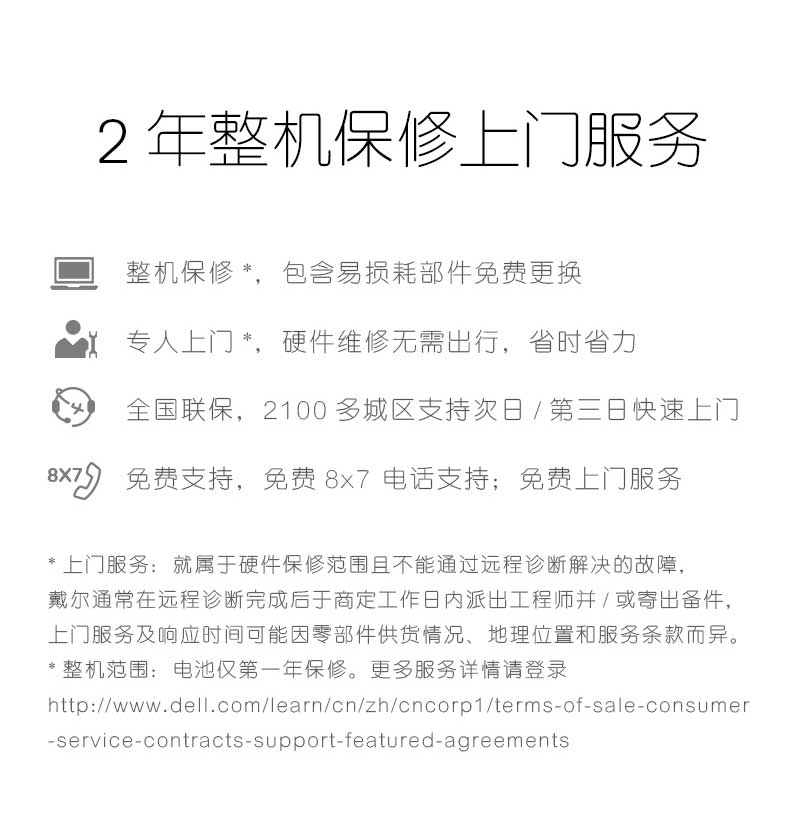 2 年整机保修上门服务
整机保修 *，包含易损耗部件免费更换
专人上门 *，硬件维修无需出行，省时省力
全国联保，2100 多城区支持次日 / 第三日快速上门
8X7
免费支持，免费 8x7 电话支持；免费上门服务
* 上门服务：就属于硬件保修范围且不能通过远程诊断解决的故障，
戴尔通常在远程诊断完成后于商定工作日内派出工程师并 / 或寄出备件，
上门服务及响应时间可能因零部件供货情况、地理位置和服务条款而异。
* 整机范围：电池仅第一年保修。更多服务详情请登录
http://www.dell.com/learn/cn/zh/cncorp1/terms-of-sale-consumer
-service-contracts-support-featured-agreements